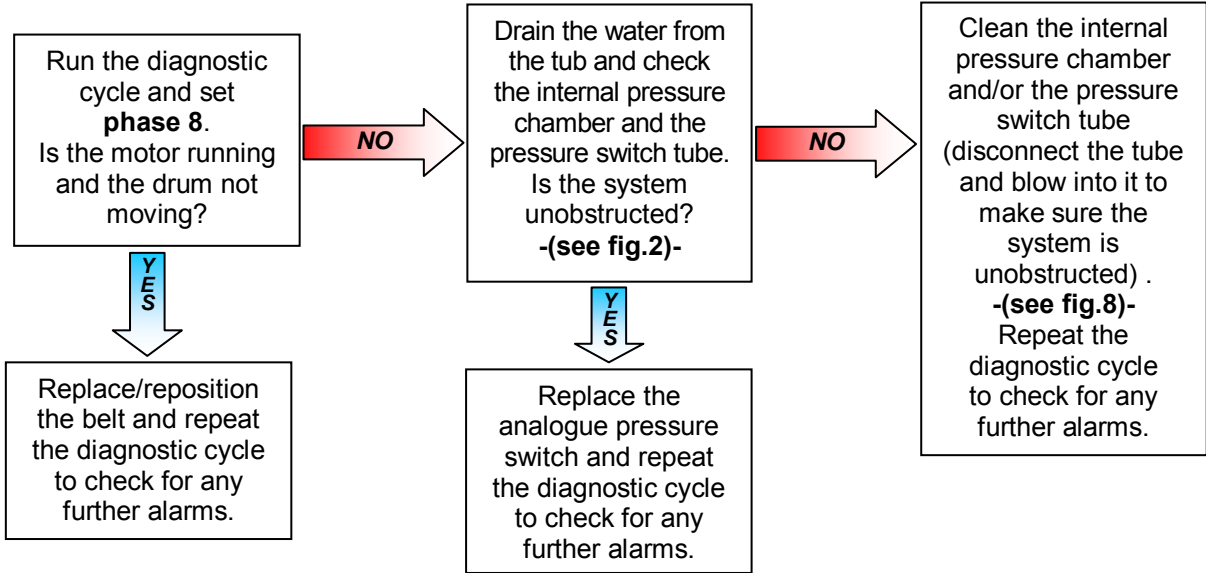 Run the diagnostic
cycle and set
phase 8.
Is the motor running
and the drum not
moving?
NO
Drain the water from
the tub and check
the internal pressure
chamber and the
pressure switch tube.
Is the system
unobstructed?
-(see fig.2)-
NO
Clean the internal
pressure chamber
and/or the pressure
switch tube
(disconnect the tube
and blow into it to
make sure the
system is
unobstructed) .
-(see fig.8)-
Repeat the
diagnostic cycle
to check for any
further alarms.
YES
Replace/reposition
the belt and repeat
the diagnostic cycle
to check for any
further alarms.
YES
Replace the
analogue pressure
switch and repeat
the diagnostic cycle
to check for any
further alarms.